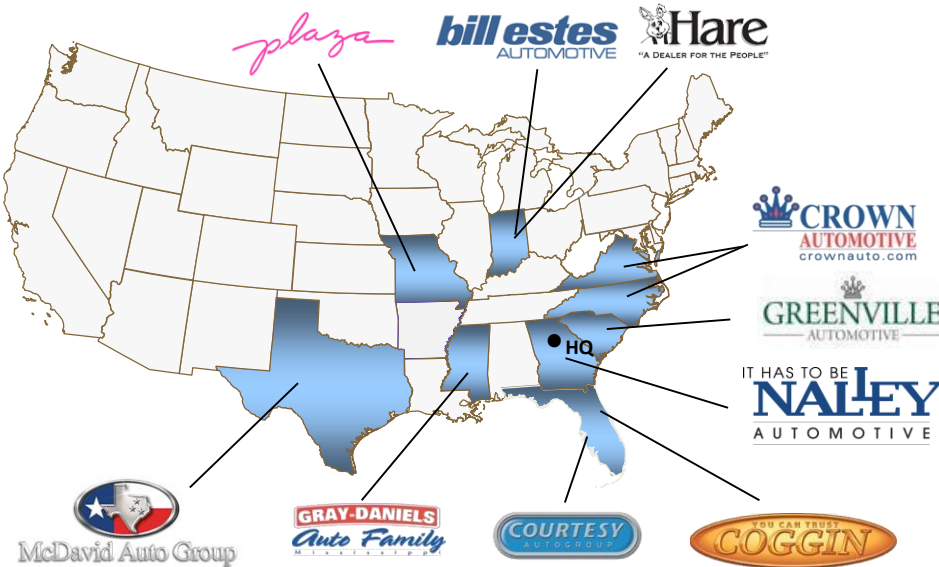 plaza
bill estes
AUTOMOTIVE
Hare
"A DEALER FOR THE PEOPLE"
CROWN
AUTOMOTIVE
crownauto.com
GREENVILLE
AUTOMOTIVE
HQ
IT HAS TO BE
NALLEY
AUTOMOTIVE
McDavid Auto Group
GRAY-DANIELS
Auto Family
Mississippi
COURTESY
AUTOGROUP
YOU CAN TRUST
COGGIN